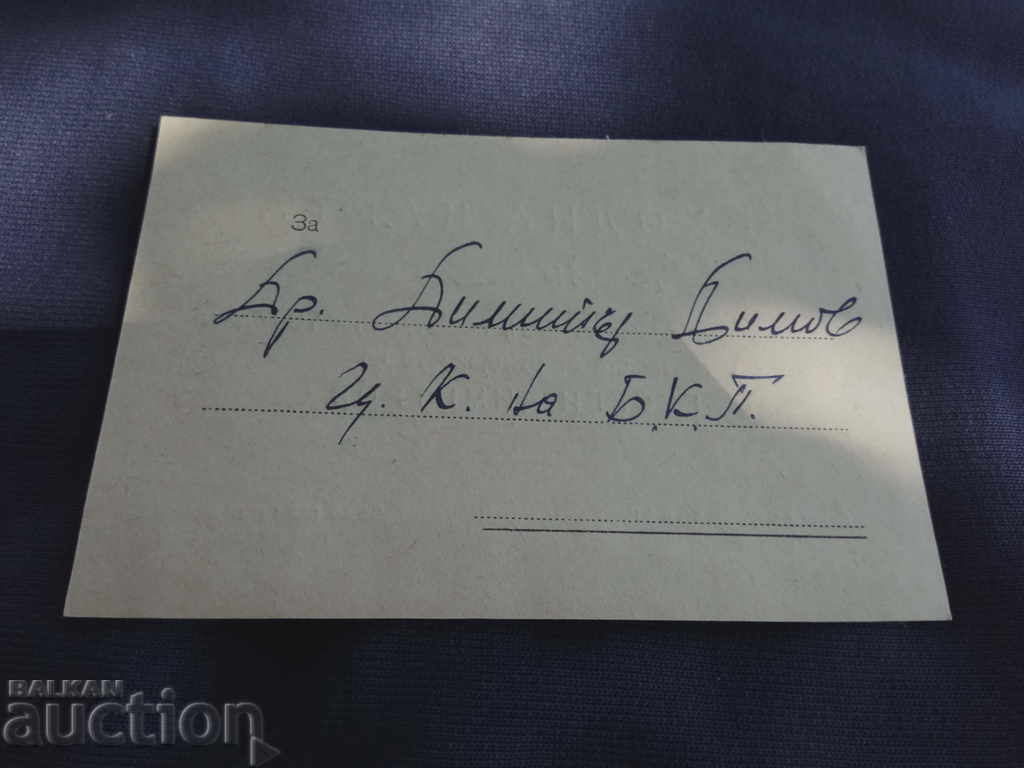 За
Др. Димитър Димов
Ц. К. на Б.К.П.
BALKAN
auction